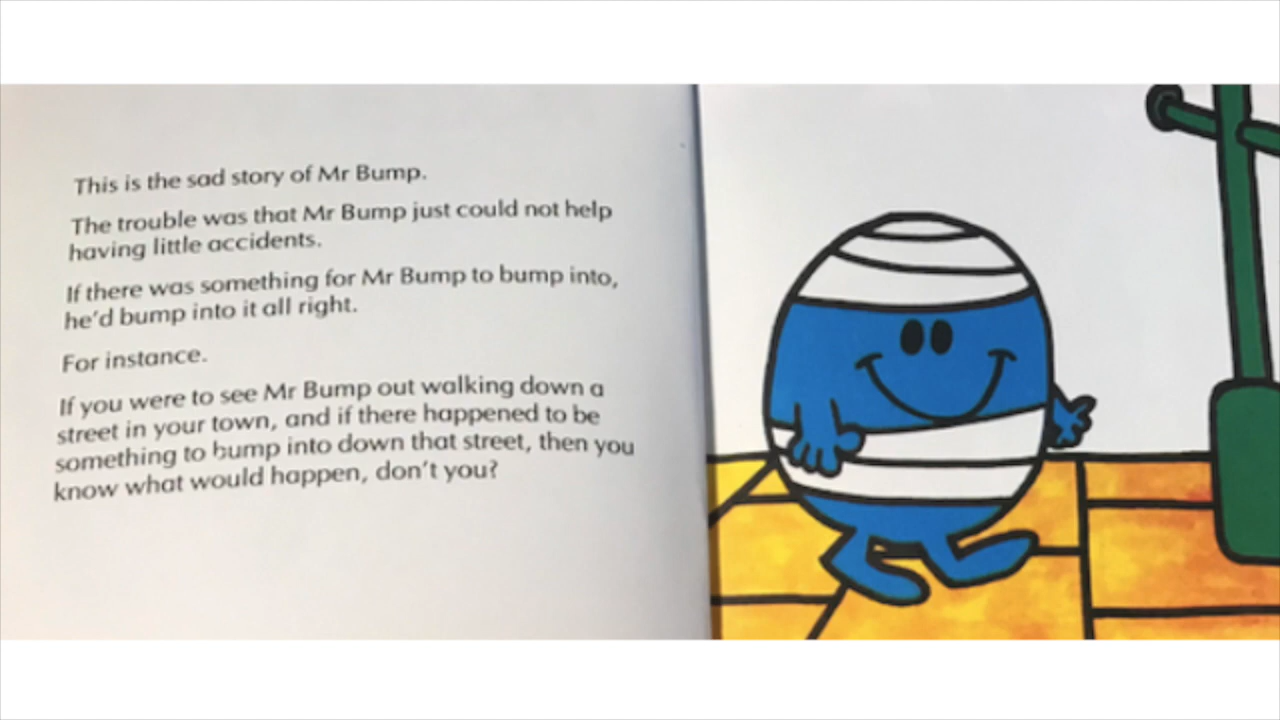 This is the sad story of Mr Bump.
The trouble was that Mr Bump just could not help
having little accidents.
If there was something for Mr Bump to bump into,
he'd bump into it all right.
For instance.
If you were to see Mr Bump out walking down a
street in your town, and if there happened to be
something to bump into down that street, then you
know what would happen, don't you?